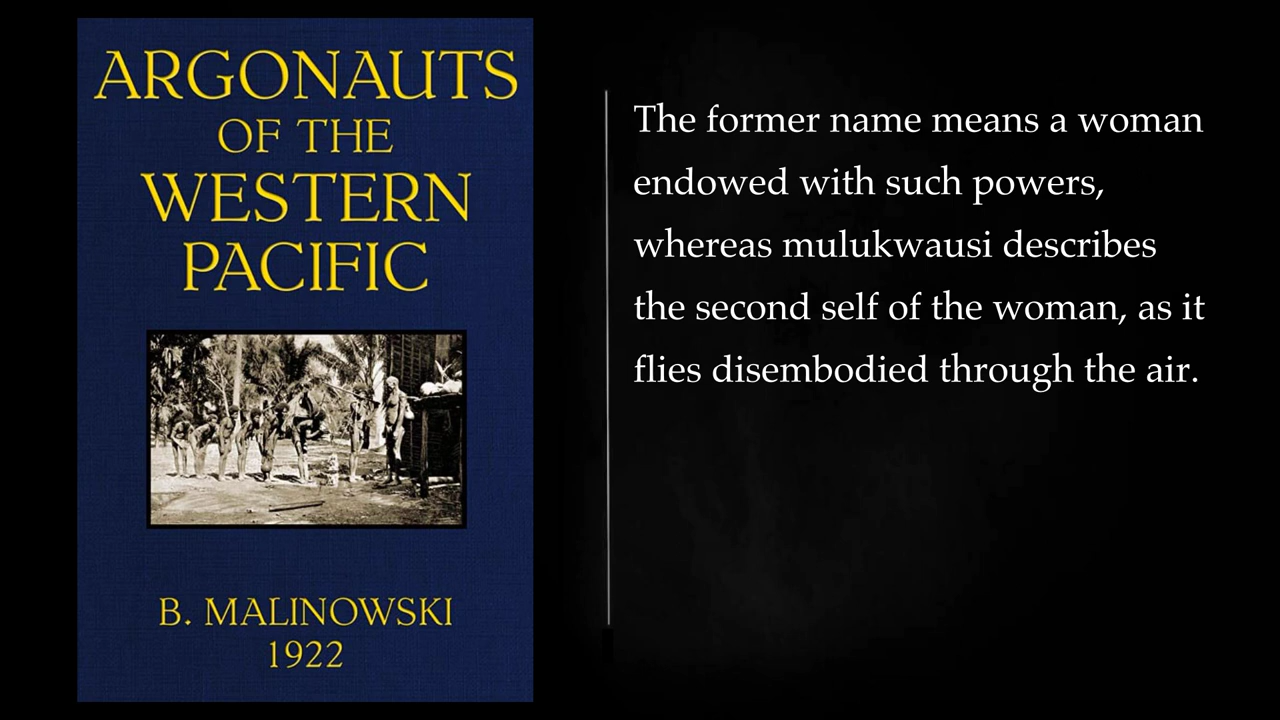 ARGONAUTS
OF THE
WESTERN
PACIFIC
B. MALINOWSKI
1922
The former name means a woman
endowed with such powers,
whereas mulukwausi describes
the second self of the woman, as it
flies disembodied through the air.